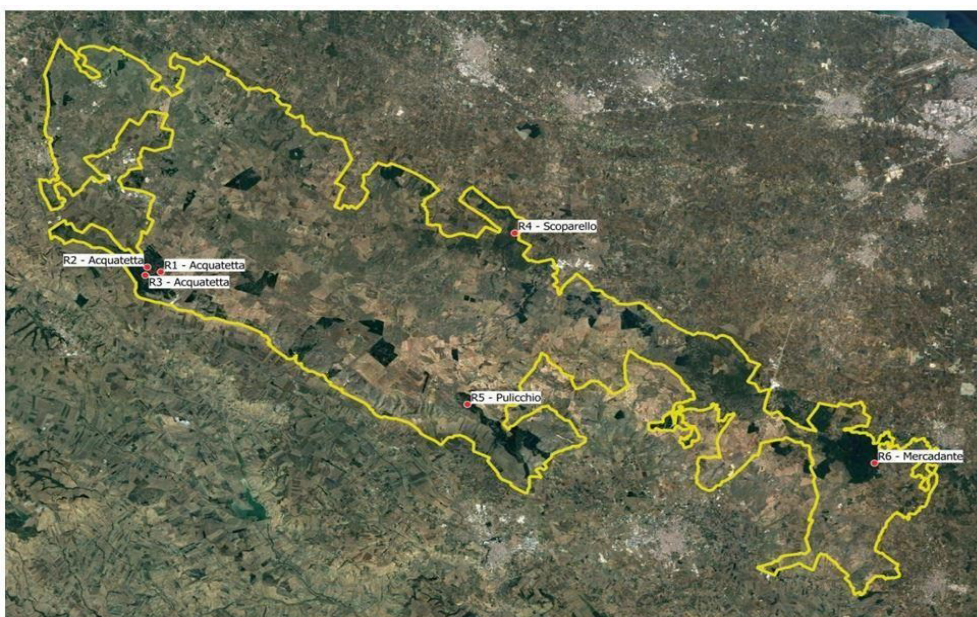 R4 - Scoparello
R2 - Acquatetta
R1 - Acquatetta
R3 - Acquatetta
R5 - Pulicchio
R6 - Mercadante